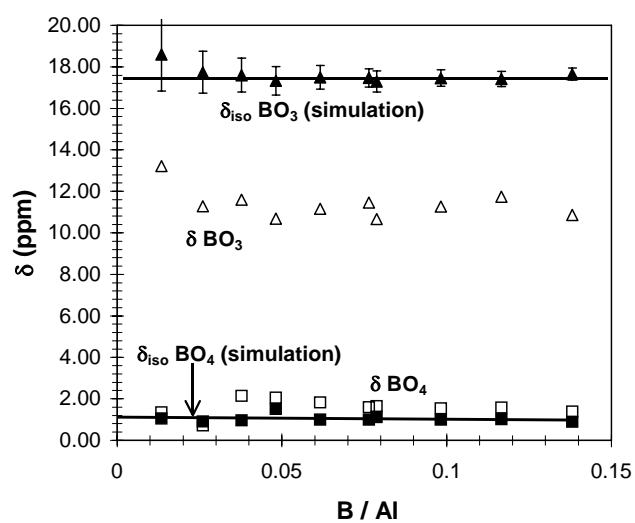 20.00
18.00
16.00
14.00
12.00
10.00
8.00
6.00
4.00
2.00
0.00
δ (ppm)
δiso BO3 (simulation)
δ BO3
δiso BO4 (simulation)
δ BO4
0 0.05 0.1 0.15
B / Al